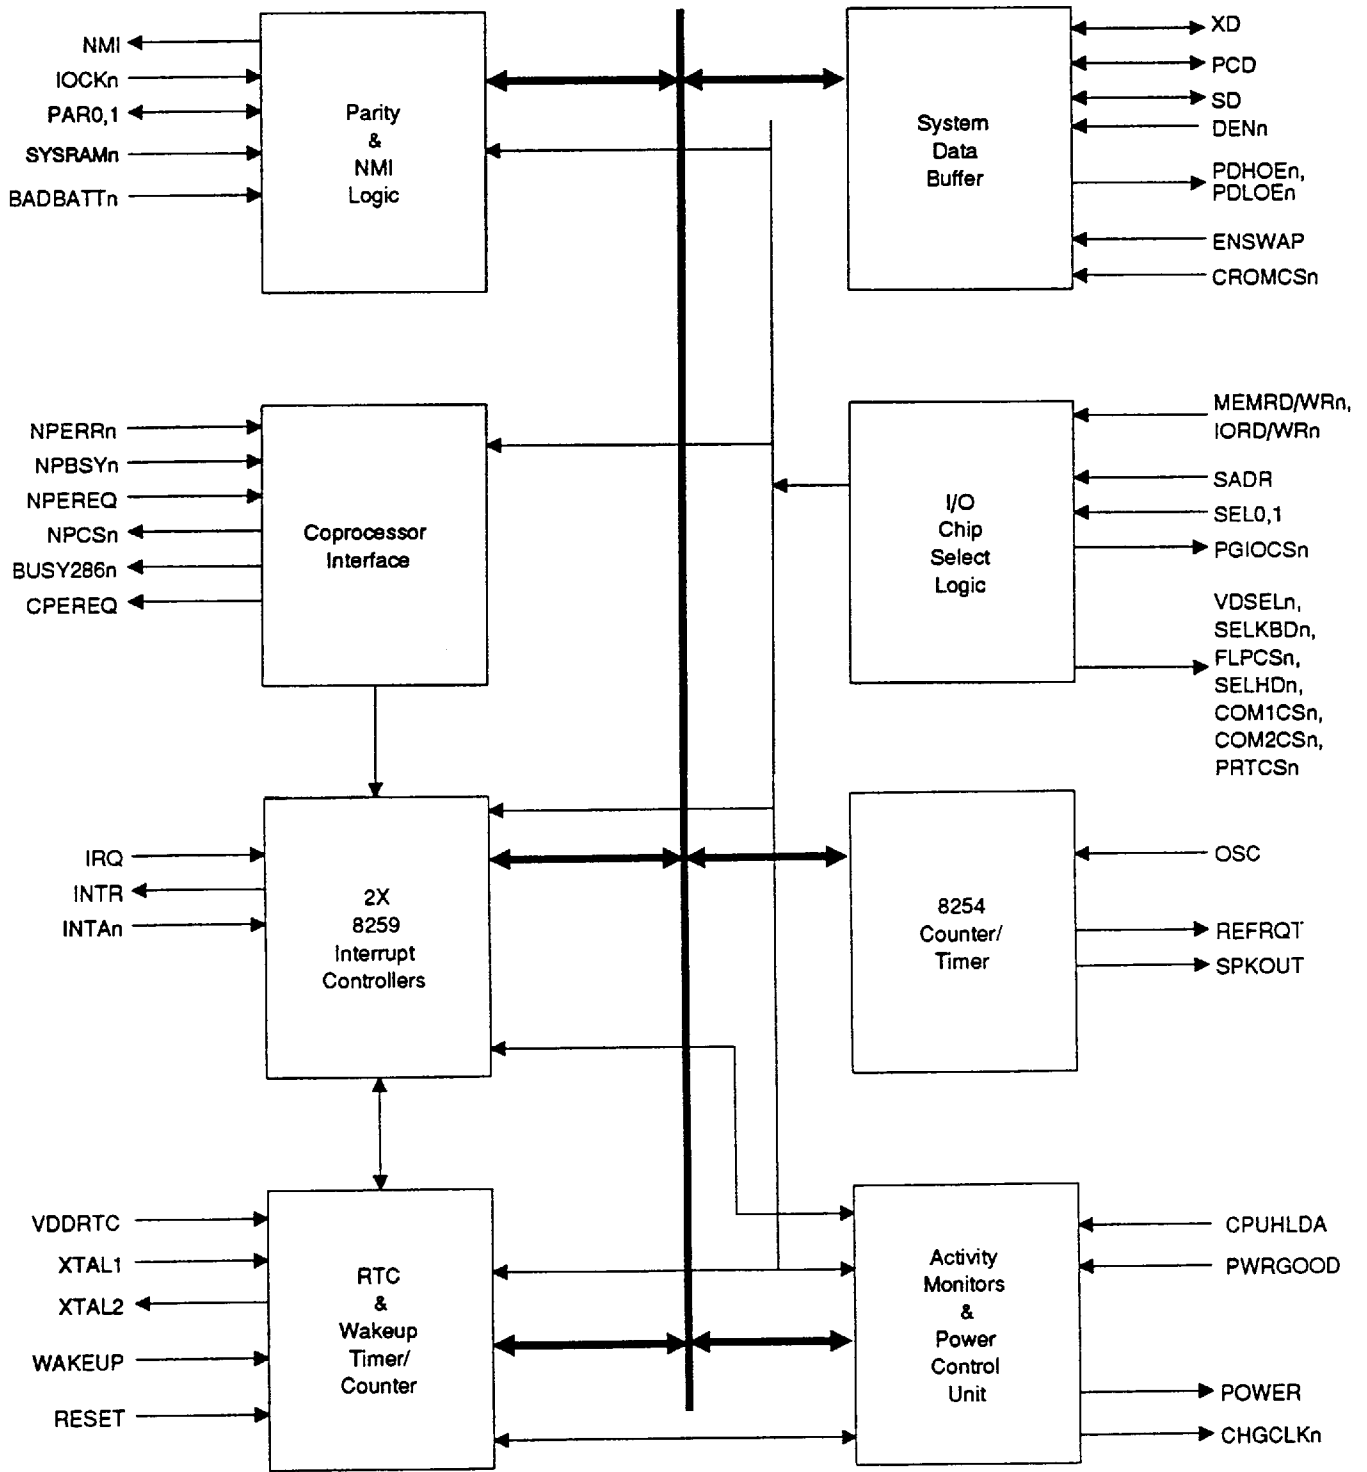 NMI
IOCKn
PAR0,1
SYSRAMn
BADBATTn
Parity
&
NMI
Logic
System
Data
Buffer
XD
PCD
SD
DENn
PDHOEn,
PDLOEn
ENSWAP
CROMCSn
NPERRn
NPBSYn
NPEREQ
NPCSn
BUSY286n
CPEREQ
Coprocessor
Interface
I/O
Chip
Select
Logic
MEMRD/WRn,
IORD/WRn
SADR
SEL0,1
PGIOCSn
VDSELn,
SELKBDn,
FLPCSn,
SELHDn,
COM1CSn,
COM2CSn,
PRTCSn
IRQ
INTR
INTAn
2X
8259
Interrupt
Controllers
8254
Counter/
Timer
OSC
REFRQT
SPKOUT
VDDRTC
XTAL1
XTAL2
WAKEUP
RESET
RTC
&
Wakeup
Timer/
Counter
Activity
Monitors
&
Power
Control
Unit
CPUHLDA
PWRGOOD
POWER
CHGCLKn